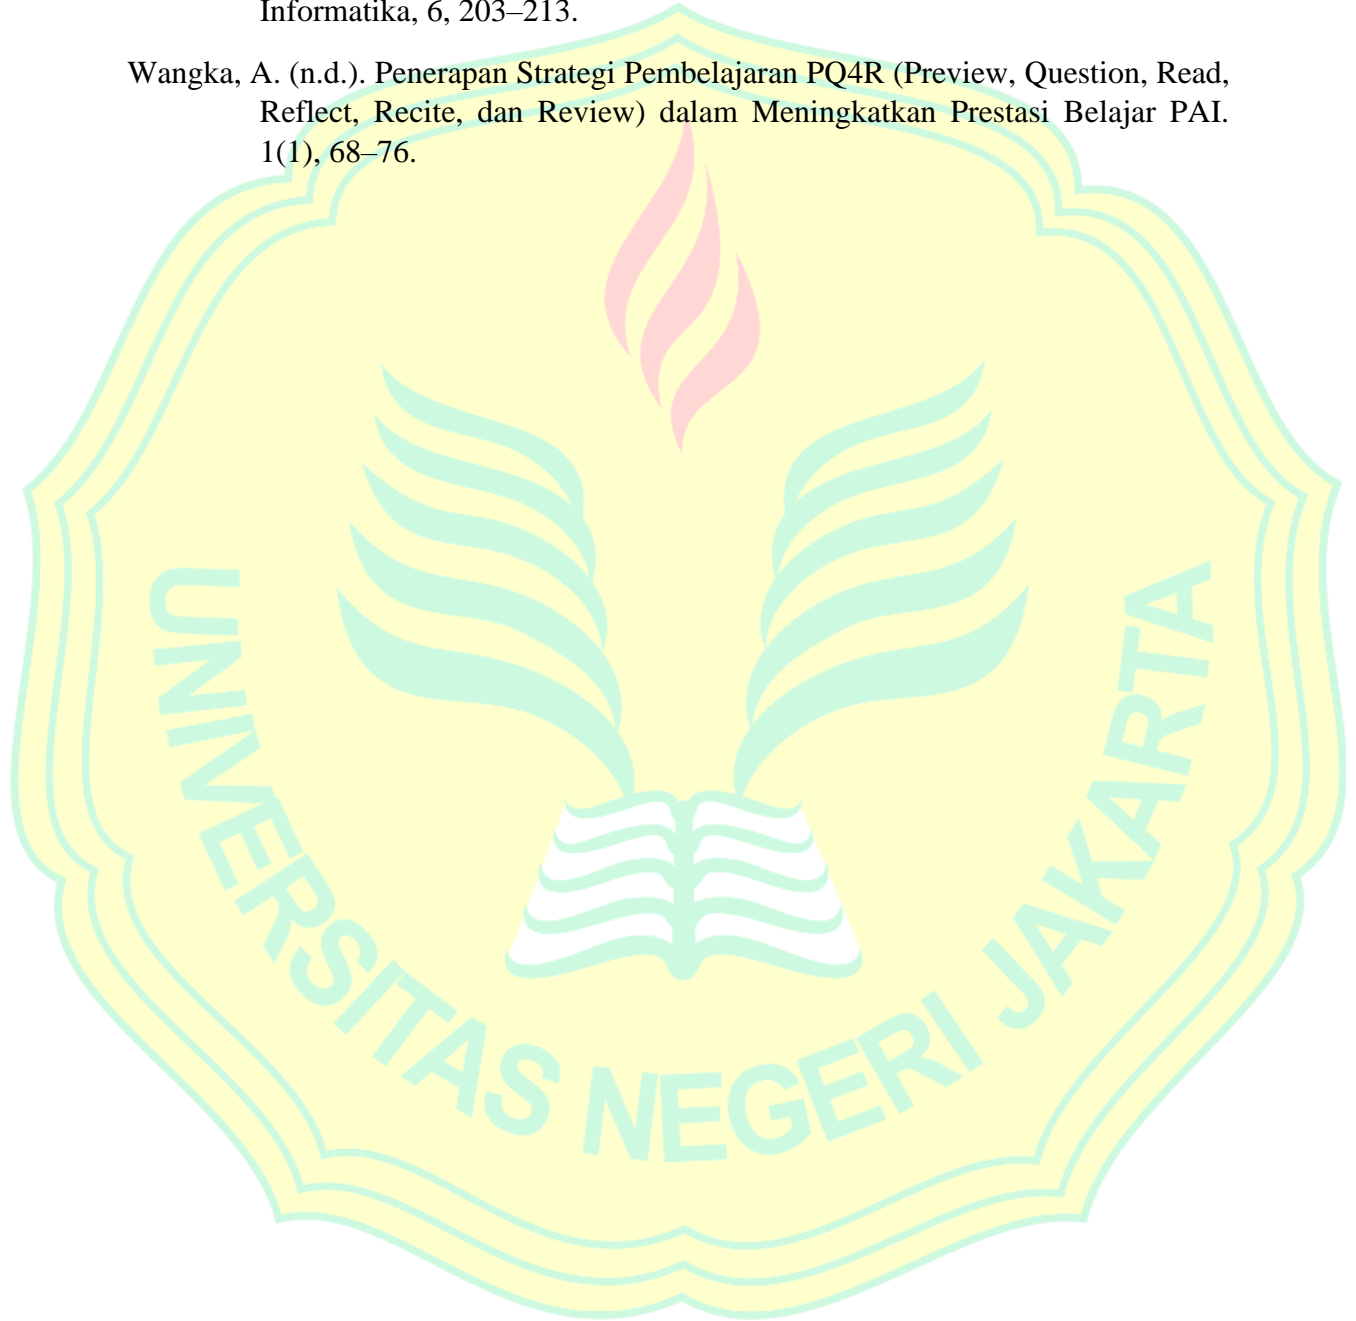 Informatika, 6, 203–213.
Wangka, A. (n.d.). Penerapan Strategi Pembelajaran PQ4R (Preview, Question, Read,
Reflect, Recite, dan Review) dalam Meningkatkan Prestasi Belajar PAI.
1(1), 68–76.
UNIVERSITAS NEGERI JAKARTA